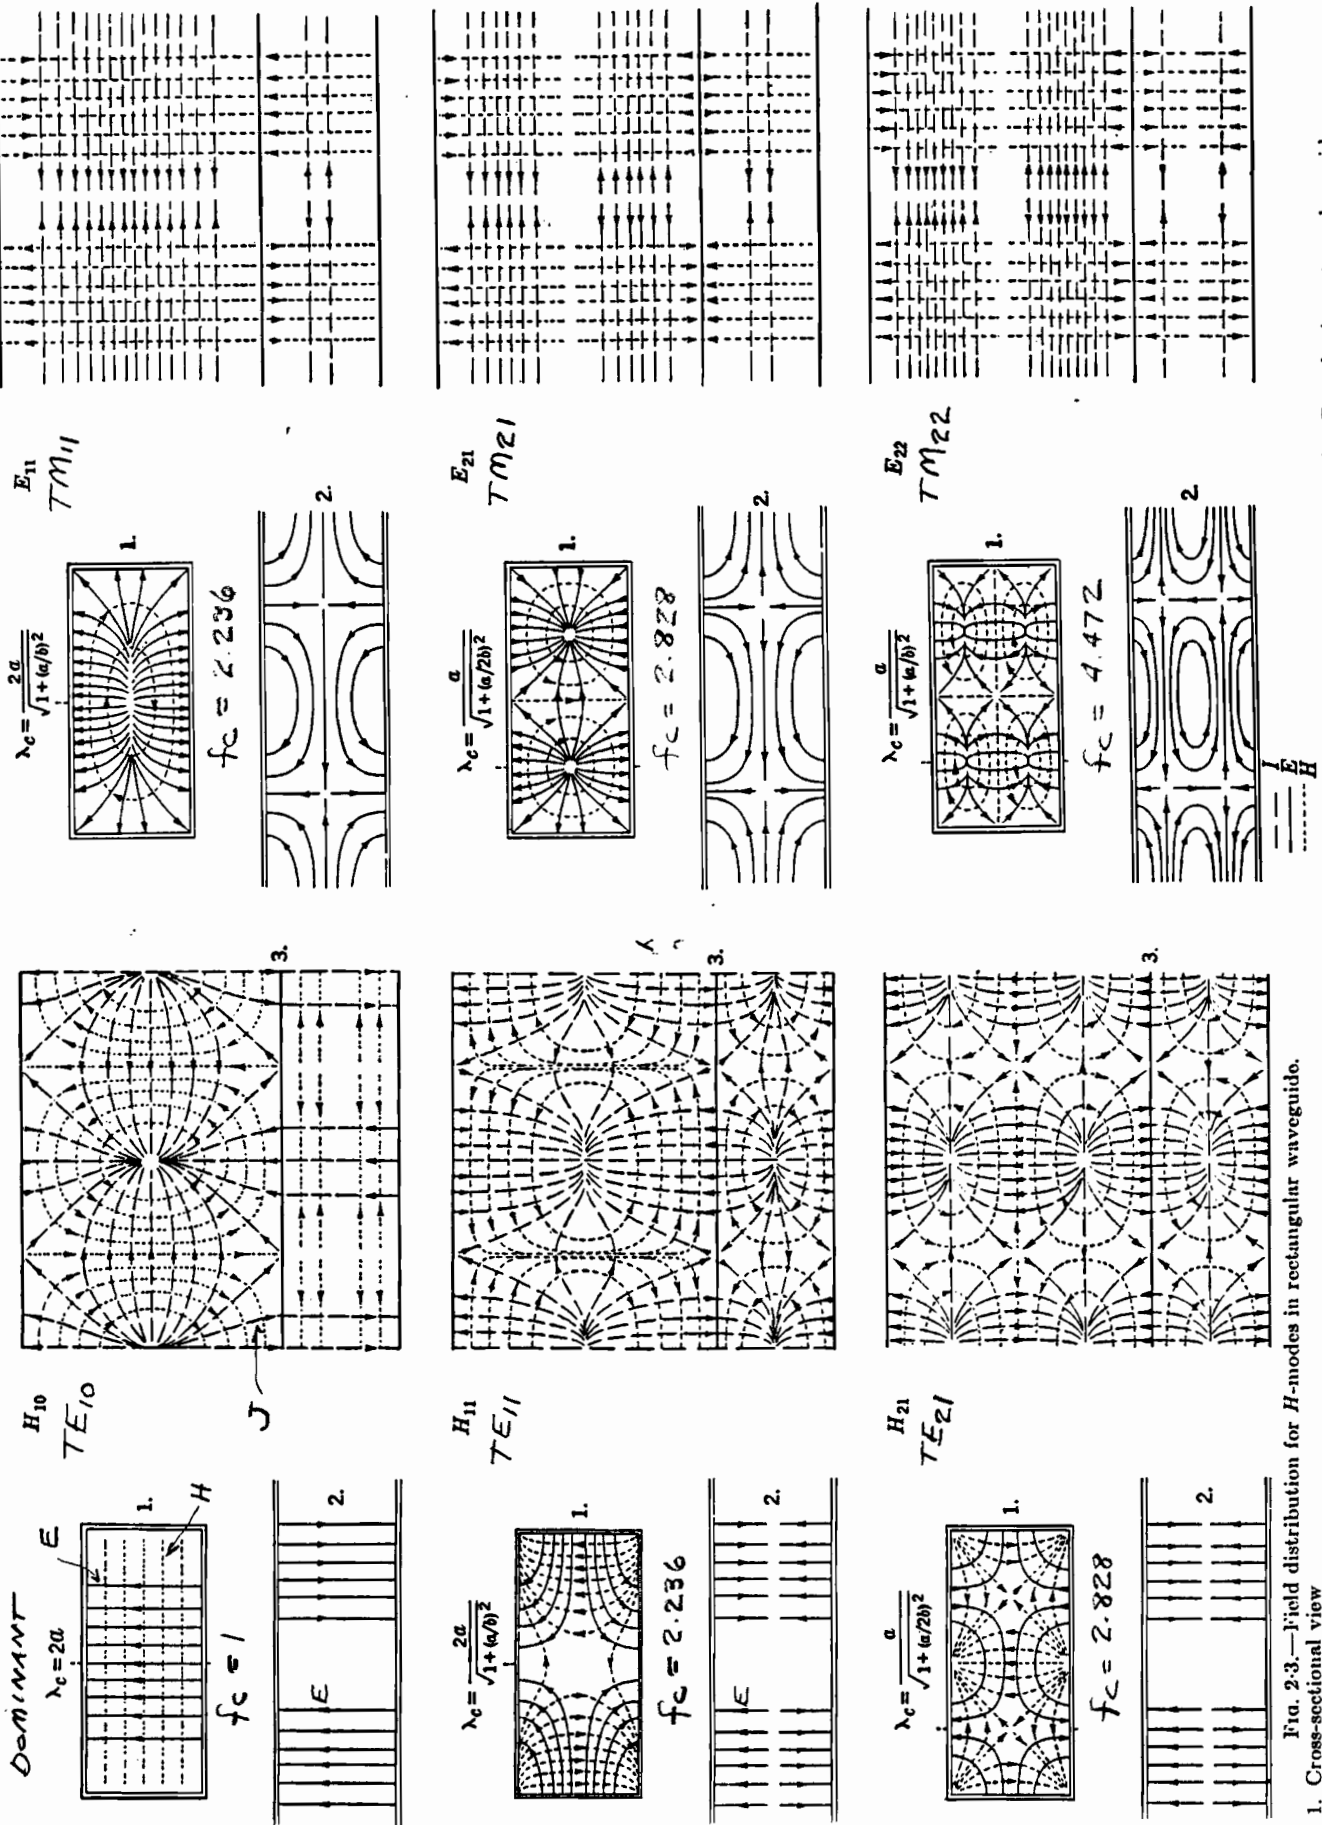 DOMINANT
λc = 2a
E
H
1.
fc = 1
E
2.
H10
TE10
J
3.
λc = 2a / √1+(a/b)²
1.
fc = 2.236
E
2.
H11
TE11
3.
λc = a / √1+(a/2b)²
1.
fc = 2.828
2.
H21
TE21
3.
λc = 2a / √1+(a/b)²
1.
fc = 2.236
2.
E11
TM11
λc = a / √1+(a/2b)²
1.
fc = 2.828
2.
E21
TM21
λc = a / √1+(a/b)²
1.
fc = 4.472
2.
E22
TM22
I
E
H
Fig. 2·3.—Field distribution for H-modes in rectangular waveguide.
1. Cross-sectional view